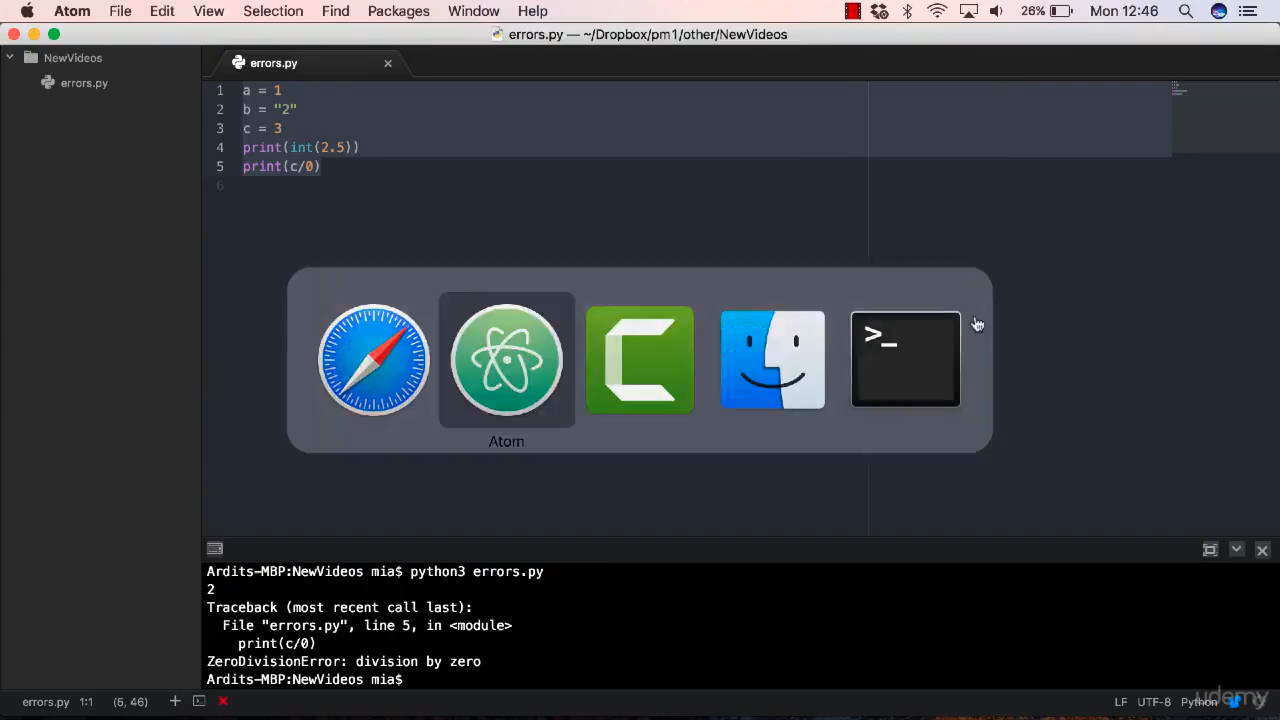 Atom File Edit View Selection Find Packages Window Help 26% Mon 12:46
errors.py — ~/Dropbox/pm1/other/NewVideos
NewVideos
errors.py
errors.py
1 a = 1
2 b = "2"
3 c = 3
4 print(int(2.5))
5 print(c/0)
6
>_
Atom
Ardits-MBP:NewVideos mia$ python3 errors.py
2
Traceback (most recent call last):
File "errors.py", line 5, in <module>
print(c/0)
ZeroDivisionError: division by zero
Ardits-MBP:NewVideos mia$
errors.py 1:1 (5, 46) LF UTF-8 Python
udemy